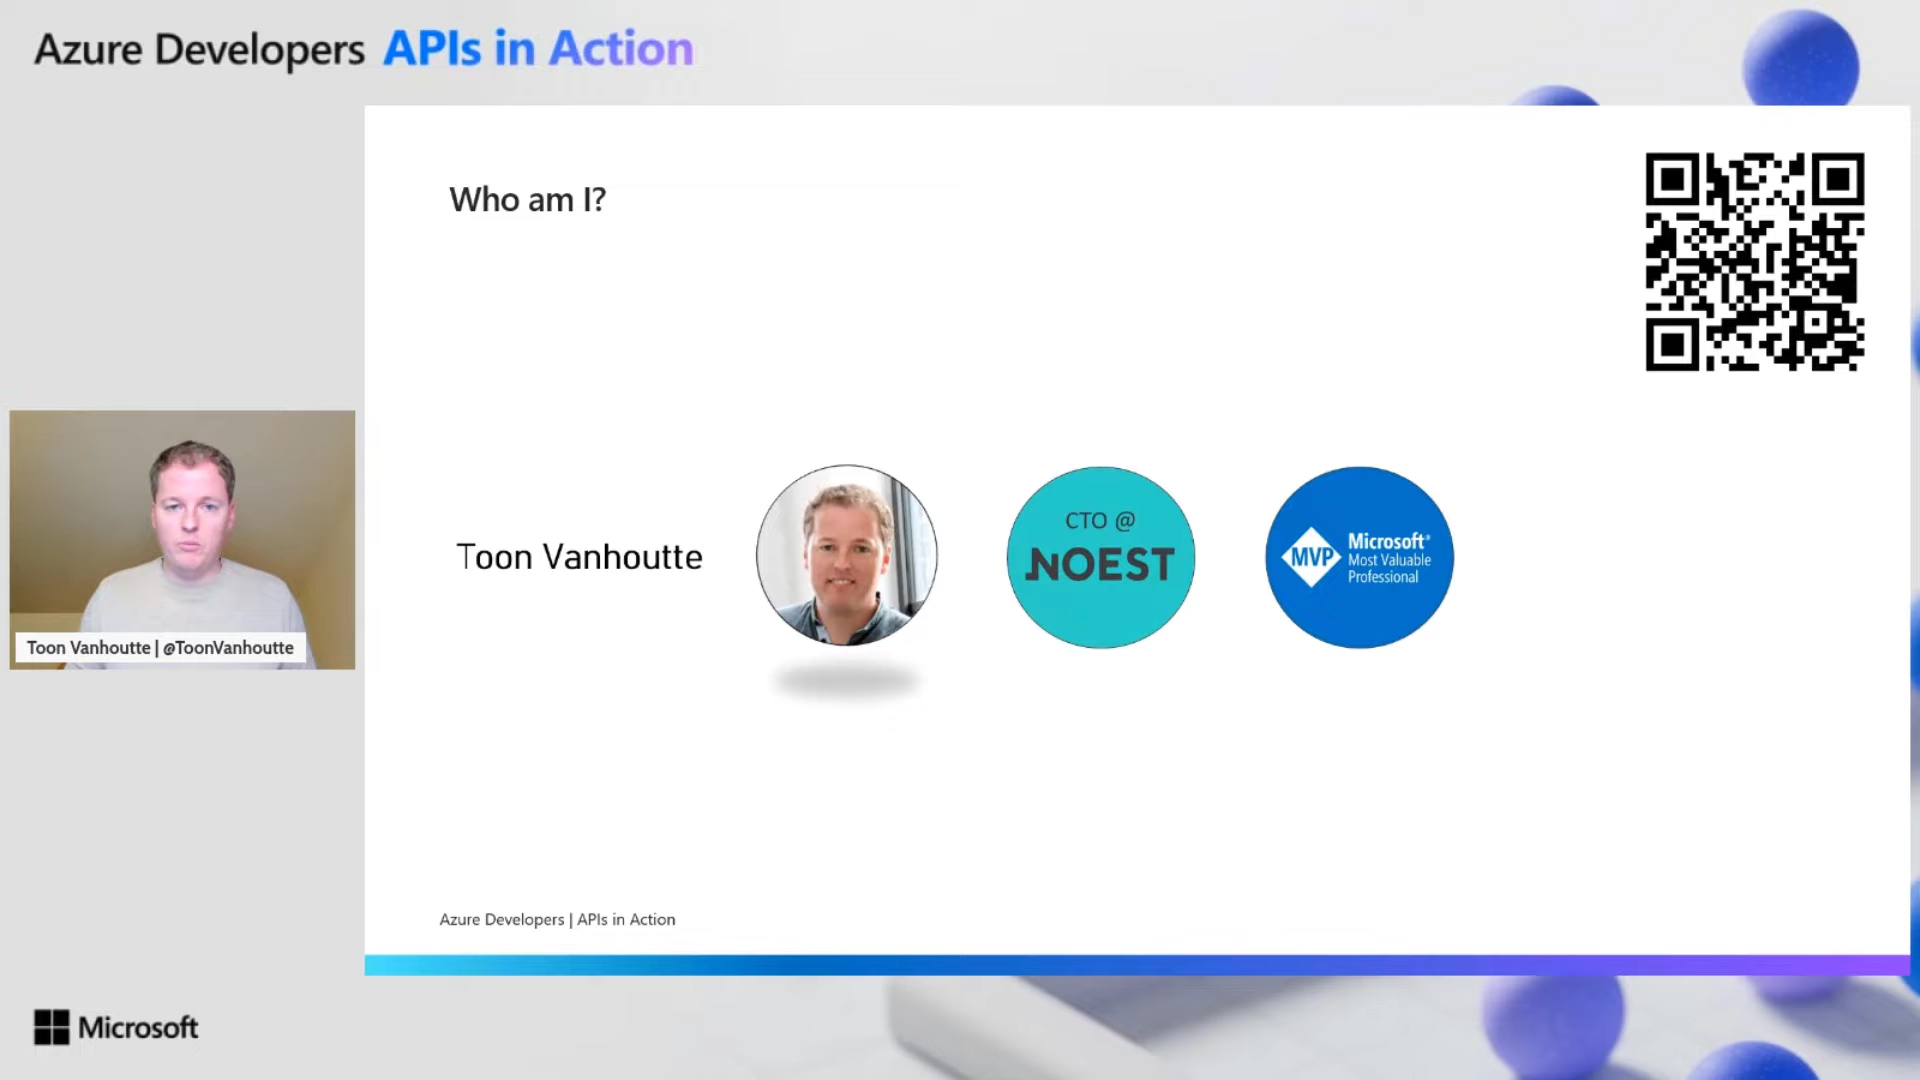 Azure Developers APIs in Action
Who am I?
Toon Vanhoutte
CTO @
NOEST
MVP
Microsoft®
Most Valuable
Professional
Toon Vanhoutte | @ToonVanhoutte
Azure Developers | APIs in Action
Microsoft